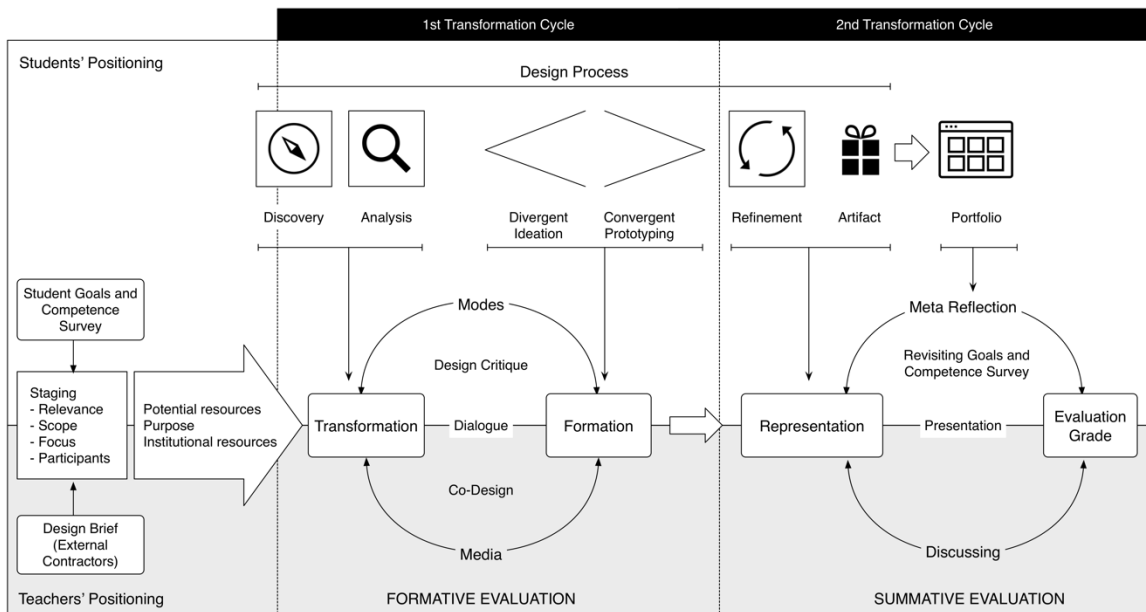 1st Transformation Cycle
2nd Transformation Cycle
Students' Positioning
Design Process
Discovery
Analysis
Divergent
Ideation
Convergent
Prototyping
Refinement
Artifact
Portfolio
Student Goals and
Competence
Survey
Staging
- Relevance
- Scope
- Focus
- Participants
Design Brief
(External
Contractors)
Potential resources
Purpose
Institutional resources
Modes
Design Critique
Transformation
Dialogue
Formation
Co-Design
Media
Meta Reflection
Revisiting Goals and
Competence Survey
Representation
Presentation
Evaluation
Grade
Discussing
Teachers' Positioning
FORMATIVE EVALUATION
SUMMATIVE EVALUATION